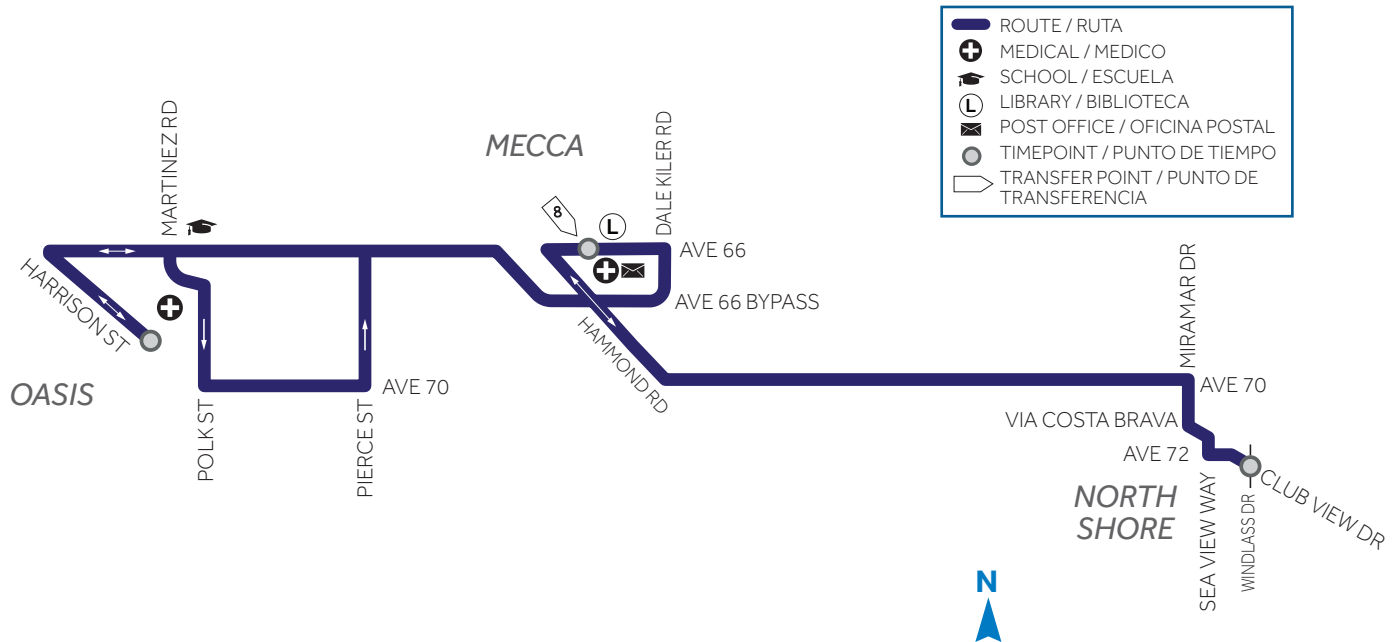 ROUTE / RUTA
MEDICAL / MEDICO
SCHOOL / ESCUELA
L
LIBRARY / BIBLIOTECA
POST OFFICE / OFICINA POSTAL
TIMEPOINT / PUNTO DE TIEMPO
TRANSFER POINT / PUNTO DE
TRANSFERENCIA
MARTINEZ RD
MECCA
DALE KILER RD
8
L
AVE 66
HARRISON ST
AVE 66 BYPASS
HAMMOND RD
MIRAMAR DR
OASIS
AVE 70
AVE 70
POLK ST
PIERCE ST
VIA COSTA BRAVA
AVE 72
NORTH
SHORE
SEA VIEW WAY
WINDLASS DR
CLUB VIEW DR
N